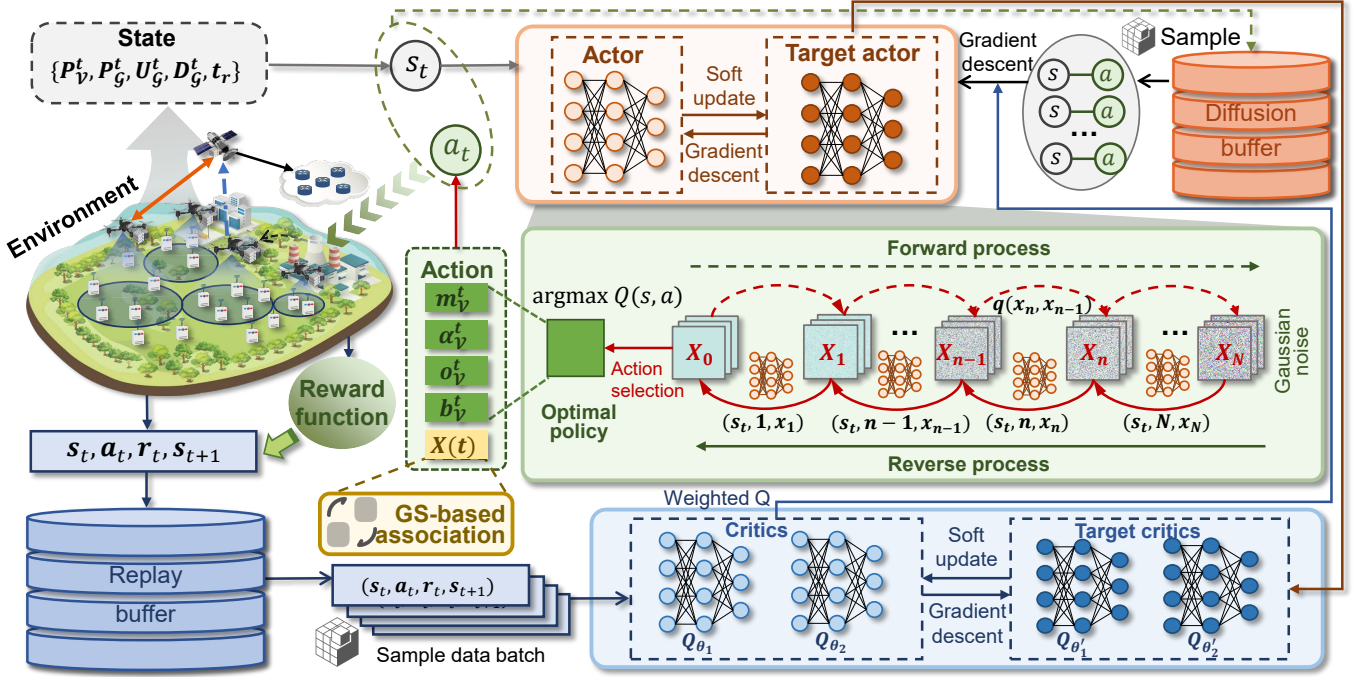 State
{P_𝒱^t, P_𝒢^t, U_𝒢^t, D_𝒢^t, t_r}
s_t
a_t
Environment
Actor
Soft
update
Gradient
descent
Target actor
Gradient
descent
s a
s a
...
s a
Sample
Diffusion
buffer
Action
m_𝒱^t
α_𝒱^t
o_𝒱^t
b_𝒱^t
X(t)
GS-based
association
Forward process
argmax Q(s, a)
Optimal
policy
Action
selection
X_0
X_1
...
X_{n-1}
q(x_n, x_{n-1})
X_n
...
X_N
Gaussian
noise
(s_t, 1, x_1)
(s_t, n − 1, x_{n-1})
(s_t, n, x_n)
(s_t, N, x_N)
Reverse process
Reward
function
s_t, a_t, r_t, s_{t+1}
Replay
buffer
(s_t, a_t, r_t, s_{t+1})
Sample data batch
Weighted Q
Critics
Q_{θ_1}
Q_{θ_2}
Soft
update
Gradient
descent
Target critics
Q_{θ_1'}
Q_{θ_2'}